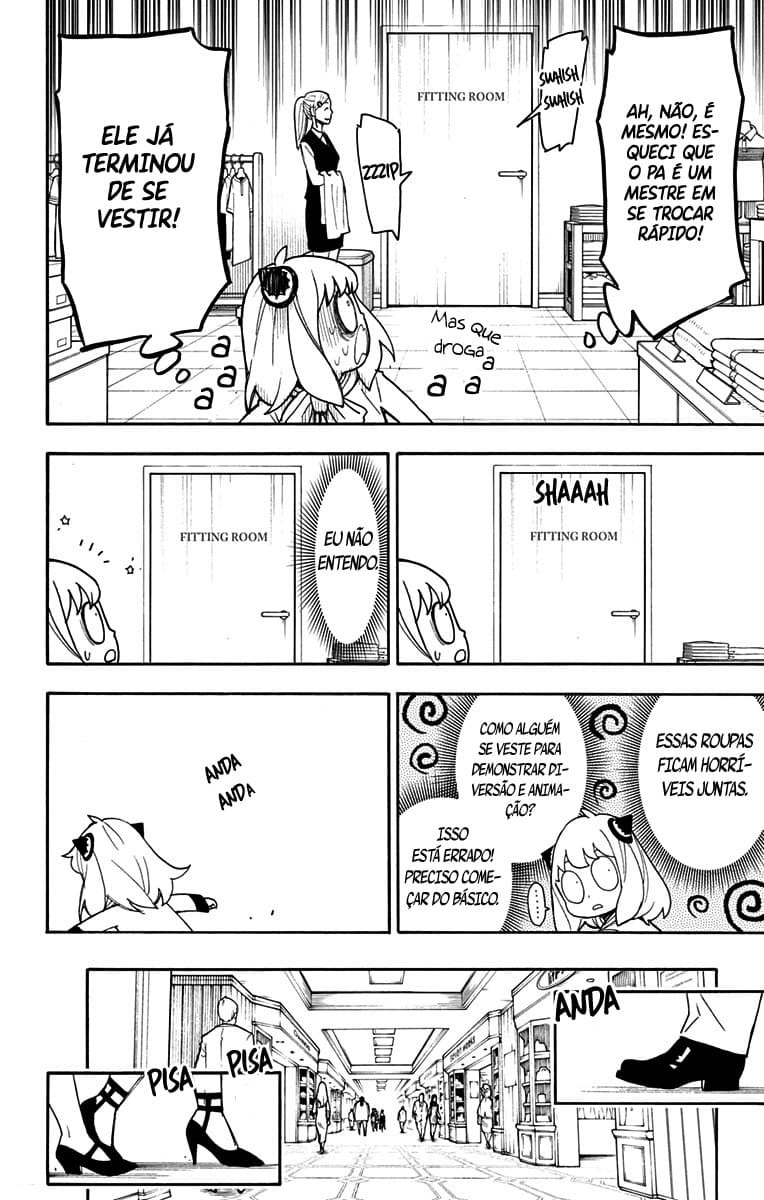 AH, NÃO, É
MESMO! ES-
QUECI QUE
O PA É UM
MESTRE EM
SE TROCAR
RÁPIDO!
SWAHISH
SWAHISH
FITTING ROOM
ZZZIP
ELE JÁ
TERMINOU
DE SE
VESTIR!
Mas que
droga
a
a
a
a
a
a
SHAAAH
FITTING ROOM
EU NÃO
ENTENDO.
FITTING ROOM
ESSAS ROUPAS
FICAM HORRÍ-
VEIS JUNTAS.
COMO ALGUÉM
SE VESTE PARA
DEMONSTRAR DI-
VERSÃO E ANIMA-
ÇÃO?
ISSO
ESTÁ ERRADO!
PRECISO COME-
ÇAR DO BÁSICO.
......
ANDA
ANDA
ANDA
PISA
PISA